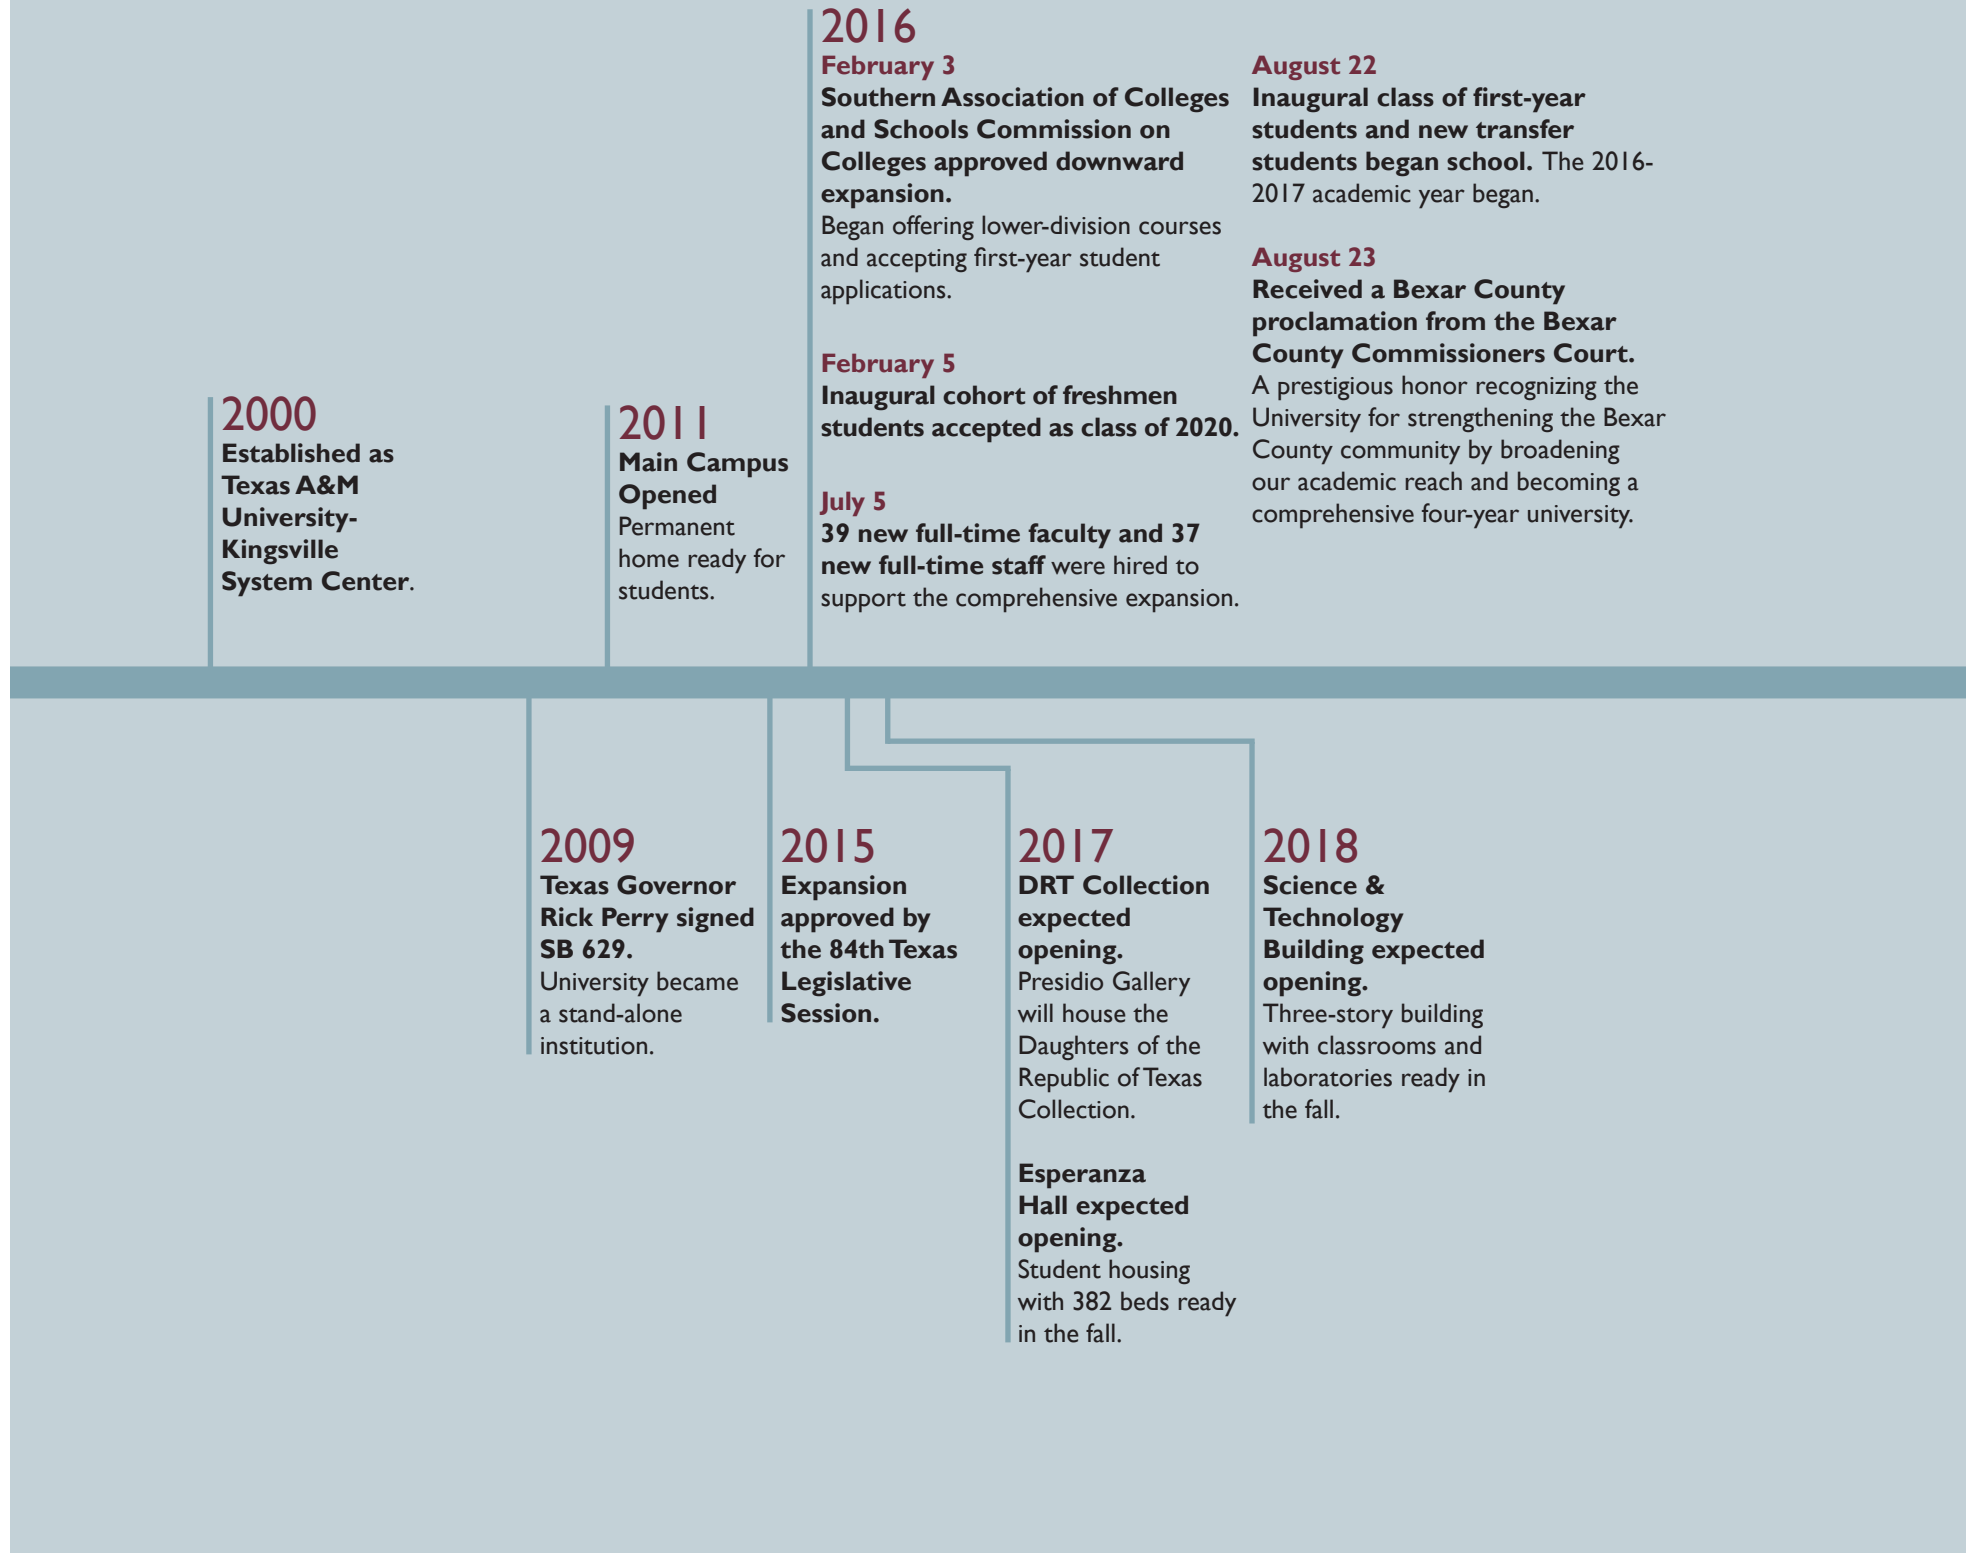 2016
February 3
Southern Association of Colleges
and Schools Commission on
Colleges approved downward
expansion.
Began offering lower-division courses
and accepting first-year student
applications.
February 5
Inaugural cohort of freshmen
students accepted as class of 2020.
July 5
39 new full-time faculty and 37
new full-time staff were hired to
support the comprehensive expansion.
August 22
Inaugural class of first-year
students and new transfer
students began school. The 2016-
2017 academic year began.
August 23
Received a Bexar County
proclamation from the Bexar
County Commissioners Court.
A prestigious honor recognizing the
University for strengthening the Bexar
County community by broadening
our academic reach and becoming a
comprehensive four-year university.
2000
Established as
Texas A&M
University-
Kingsville
System Center.
2011
Main Campus
Opened
Permanent
home ready for
students.
2009
Texas Governor
Rick Perry signed
SB 629.
University became
a stand-alone
institution.
2015
Expansion
approved by
the 84th Texas
Legislative
Session.
2017
DRT Collection
expected
opening.
Presidio Gallery
will house the
Daughters of the
Republic of Texas
Collection.
Esperanza
Hall expected
opening.
Student housing
with 382 beds ready
in the fall.
2018
Science &
Technology
Building expected
opening.
Three-story building
with classrooms and
laboratories ready in
the fall.